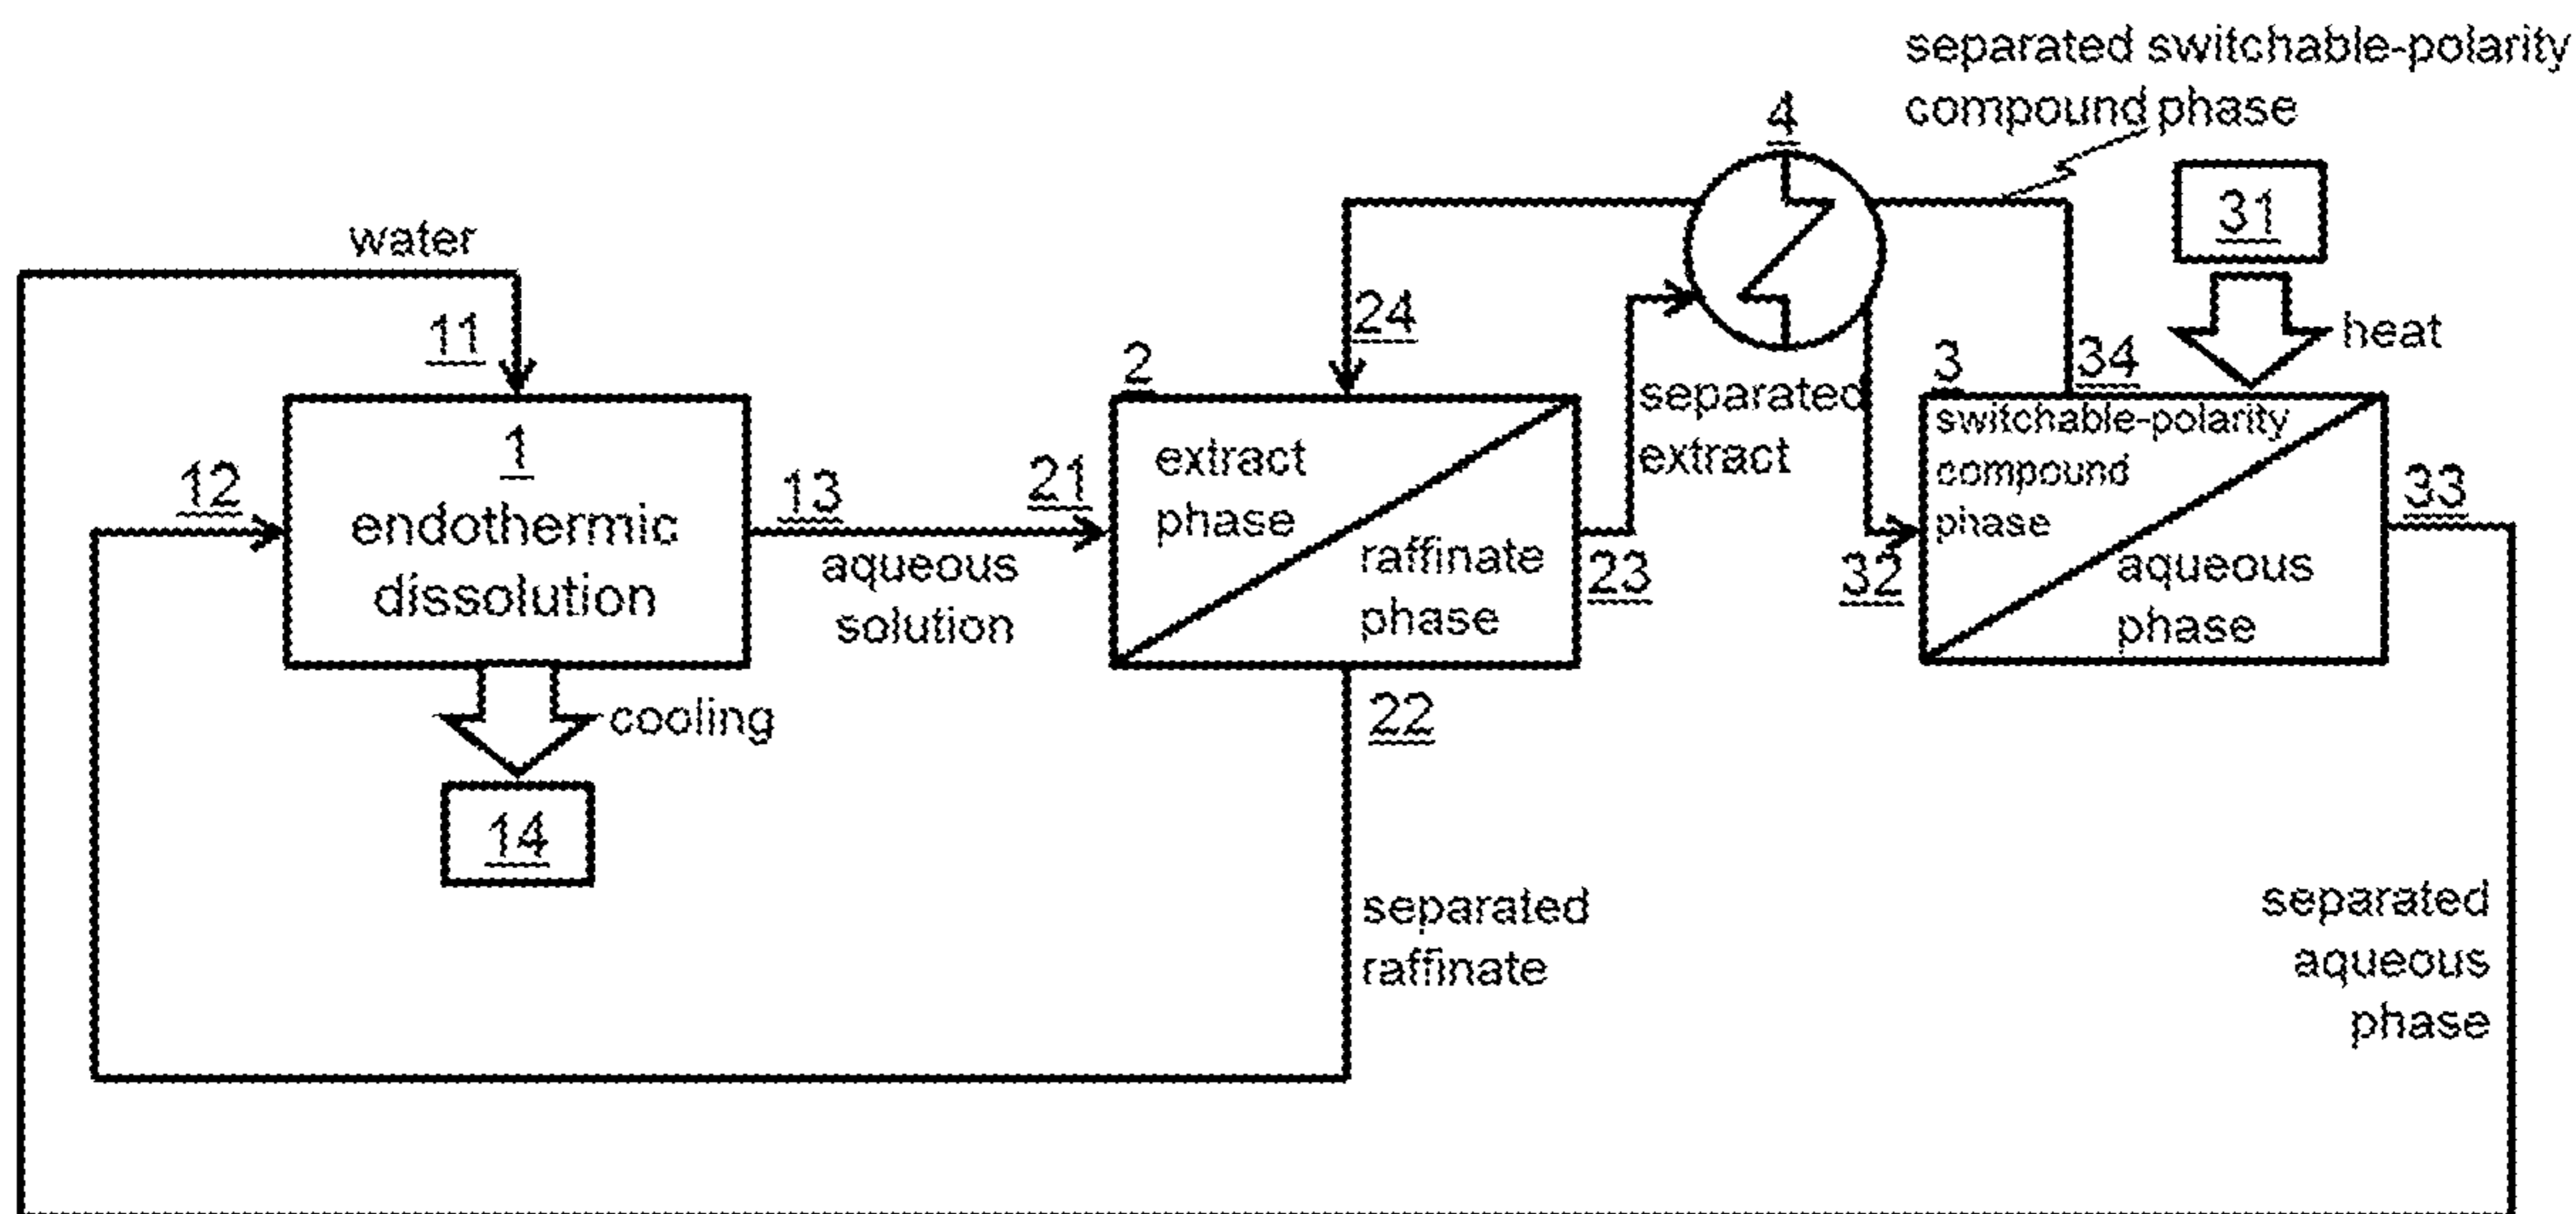 separated switchable-polarity
compound phase
4
31
water
heat
11
24
2
separated
extract
3
34
1
endothermic
dissolution
12
13
aqueous
solution
21
extract
phase
raffinate
phase
23
32
switchable-polarity
compound
phase
aqueous
phase
33
cooling
14
22
separated
raffinate
separated
aqueous
phase